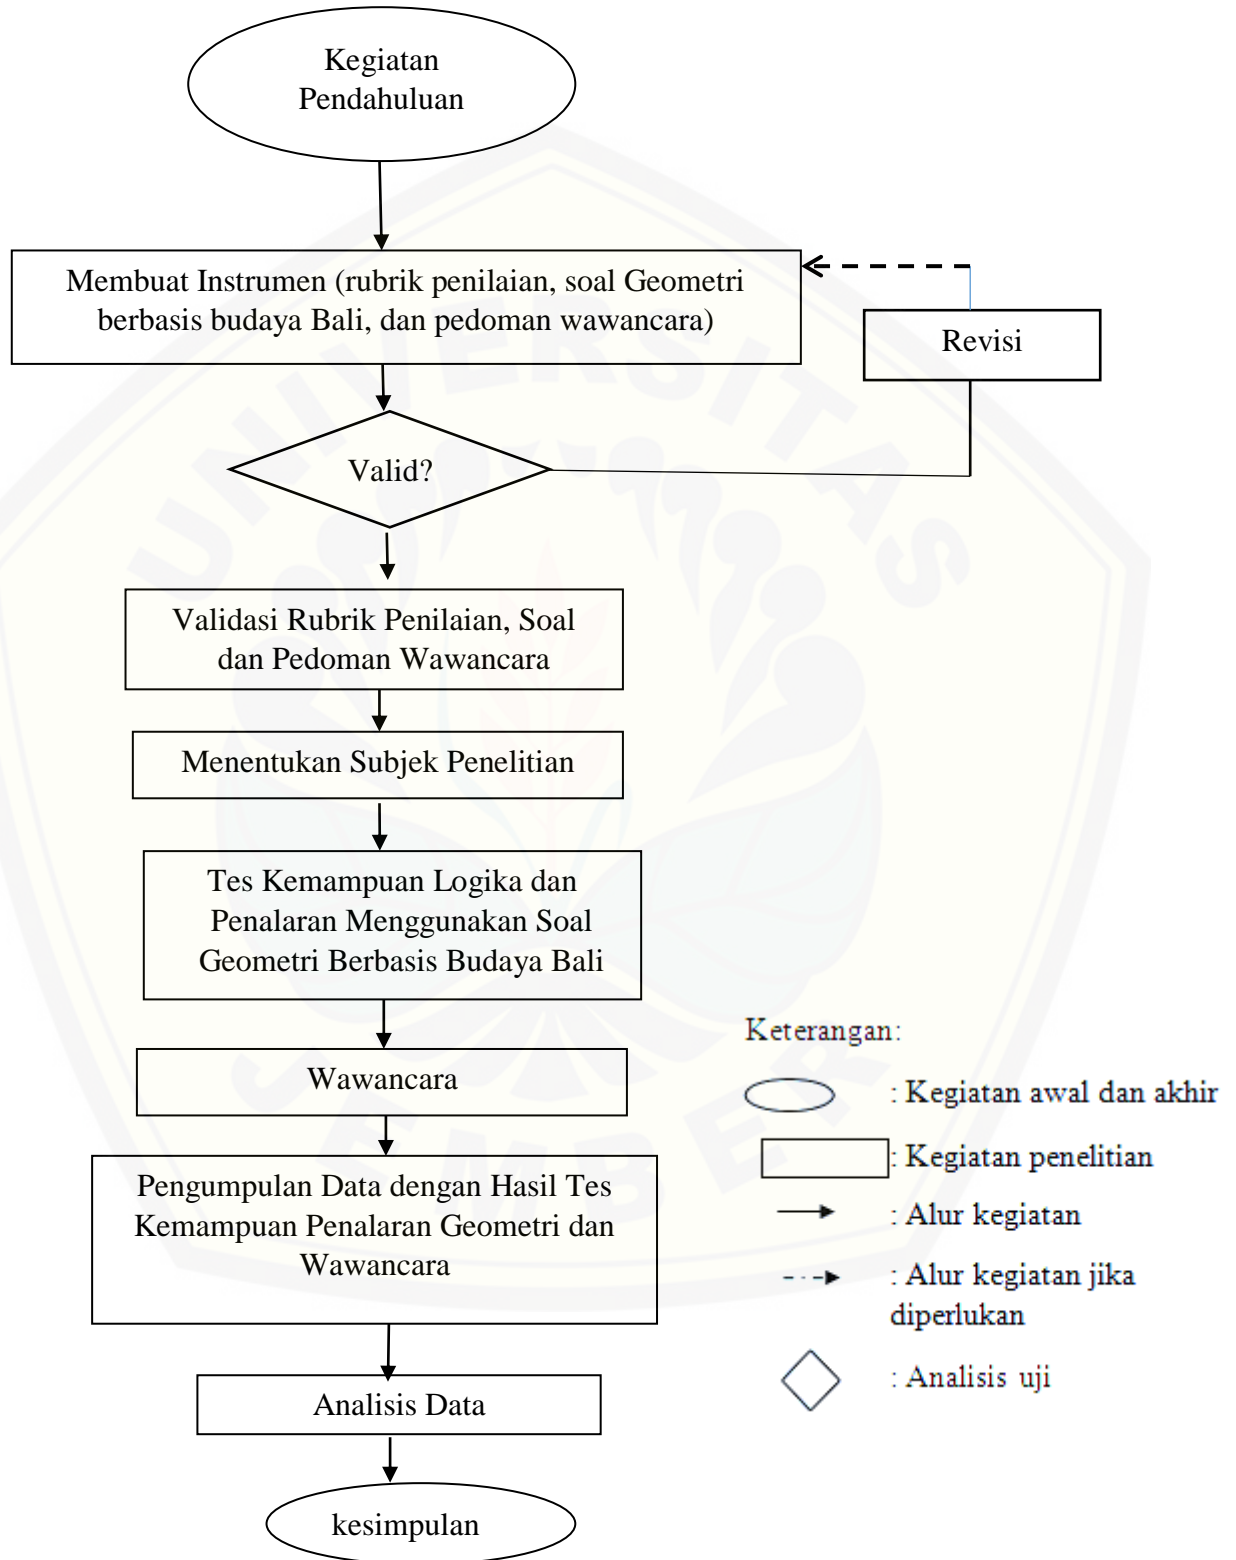 Kegiatan
Pendahuluan
Membuat Instrumen (rubrik penilaian, soal Geometri
berbasis budaya Bali, dan pedoman wawancara)
Revisi
Valid?
Validasi Rubrik Penilaian, Soal
dan Pedoman Wawancara
Menentukan Subjek Penelitian
Tes Kemampuan Logika dan
Penalaran Menggunakan Soal
Geometri Berbasis Budaya Bali
Wawancara
Pengumpulan Data dengan Hasil Tes
Kemampuan Penalaran Geometri dan
Wawancara
Analisis Data
kesimpulan
Keterangan:
: Kegiatan awal dan akhir
: Kegiatan penelitian
: Alur kegiatan
: Alur kegiatan jika
diperlukan
: Analisis uji
UNIVERSITAS
JEMBER